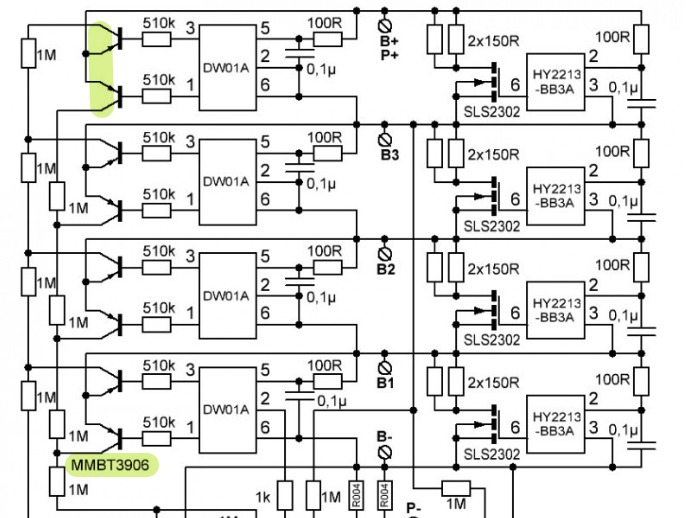 510k
3
5
100R
B+
P+
2x150R
100R
2
1M
DW01A
2
0,1µ
6
HY2213
-BB3A
3
0,1µ
510k
1
6
SLS2302
510k
3
5
100R
B3
2x150R
100R
2
1M
DW01A
2
0,1µ
6
HY2213
-BB3A
3
0,1µ
1M
510k
1
6
SLS2302
510k
3
5
100R
B2
2x150R
100R
2
1M
DW01A
2
0,1µ
6
HY2213
-BB3A
3
0,1µ
1M
510k
1
6
SLS2302
510k
3
5
100R
B1
2x150R
100R
2
1M
DW01A
2
0,1µ
6
HY2213
-BB3A
3
0,1µ
1M
510k
1
6
B-
SLS2302
MMBT3906
1M
1k
1M
R004
R004
P-
1M